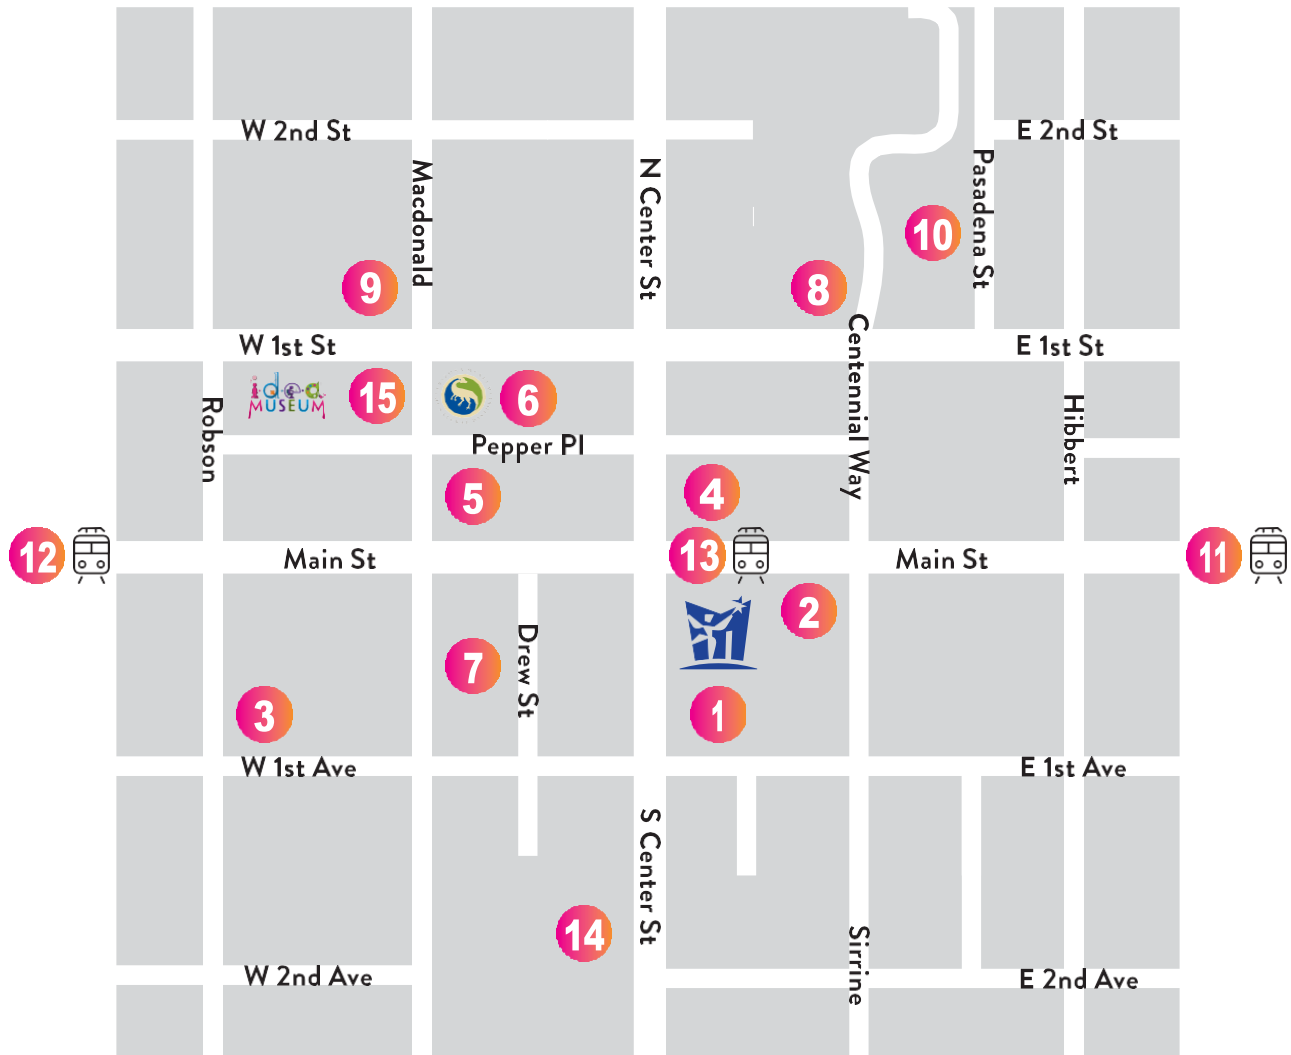 W 2nd St
E 2nd St
Macdonald
N Center St
Pasadena St
10
9
8
W 1st St
Centennial Way
E 1st St
idea
MUSEUM
15
6
Robson
Hibbert
Pepper Pl
5
4
12
Main St
13
Main St
11
2
Drew St
7
3
1
W 1st Ave
E 1st Ave
S Center St
14
Sirrine
W 2nd Ave
E 2nd Ave